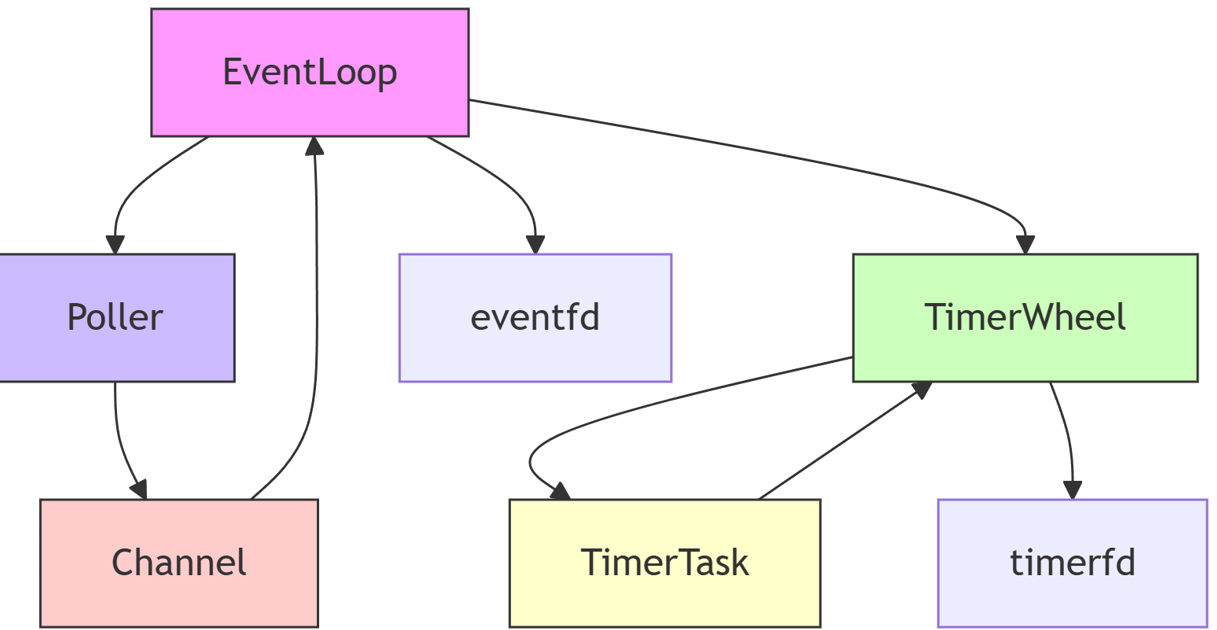 EventLoop
Poller
eventfd
TimerWheel
Channel
TimerTask
timerfd